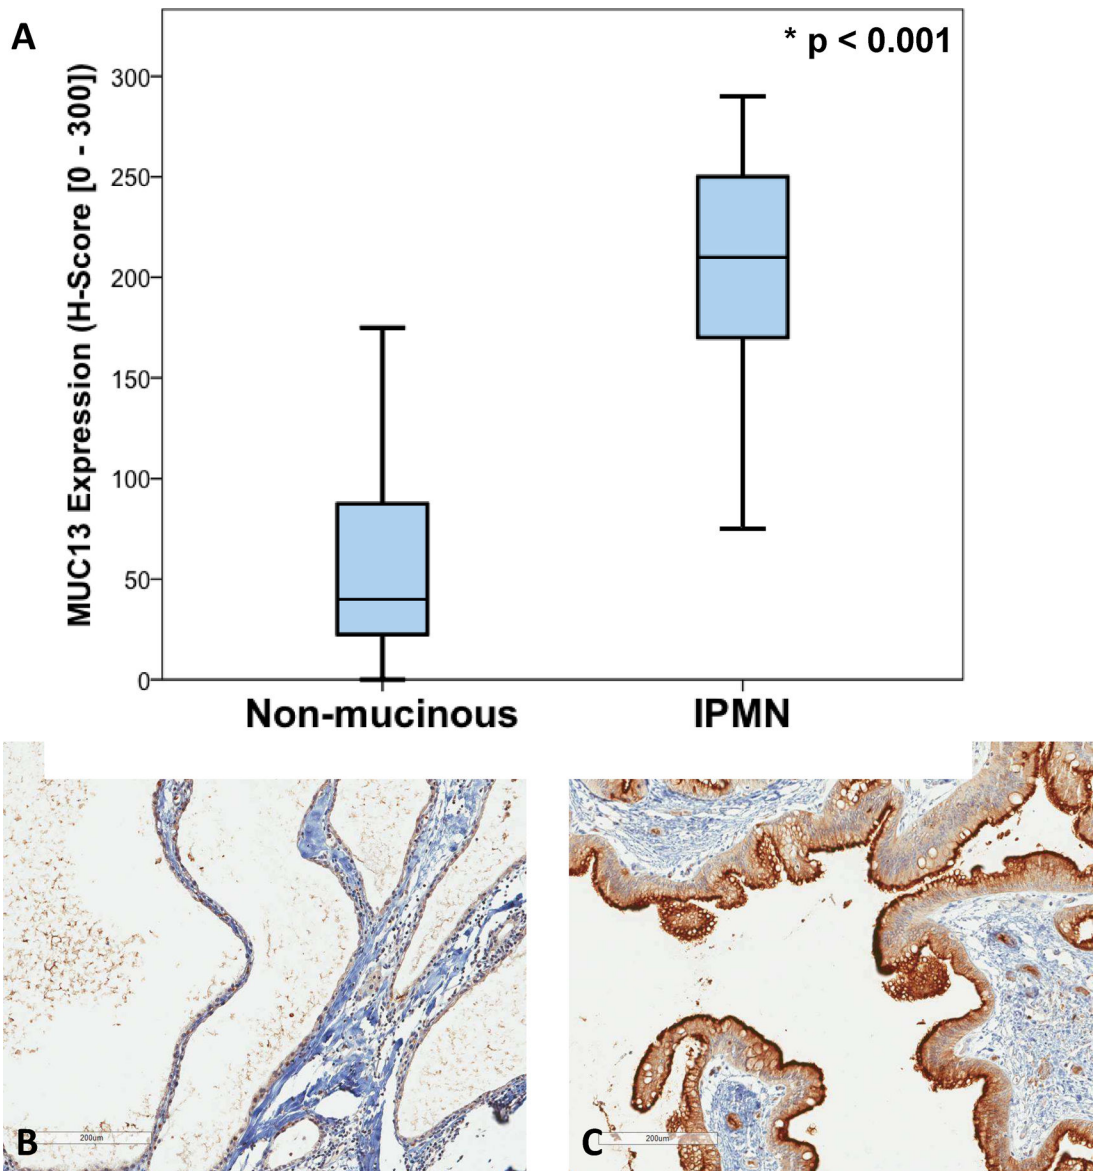 A
* p < 0.001
MUC13 Expression (H-Score [0 - 300])
300
250
200
150
100
50
0
Non-mucinous
IPMN
B
200um
C
200um